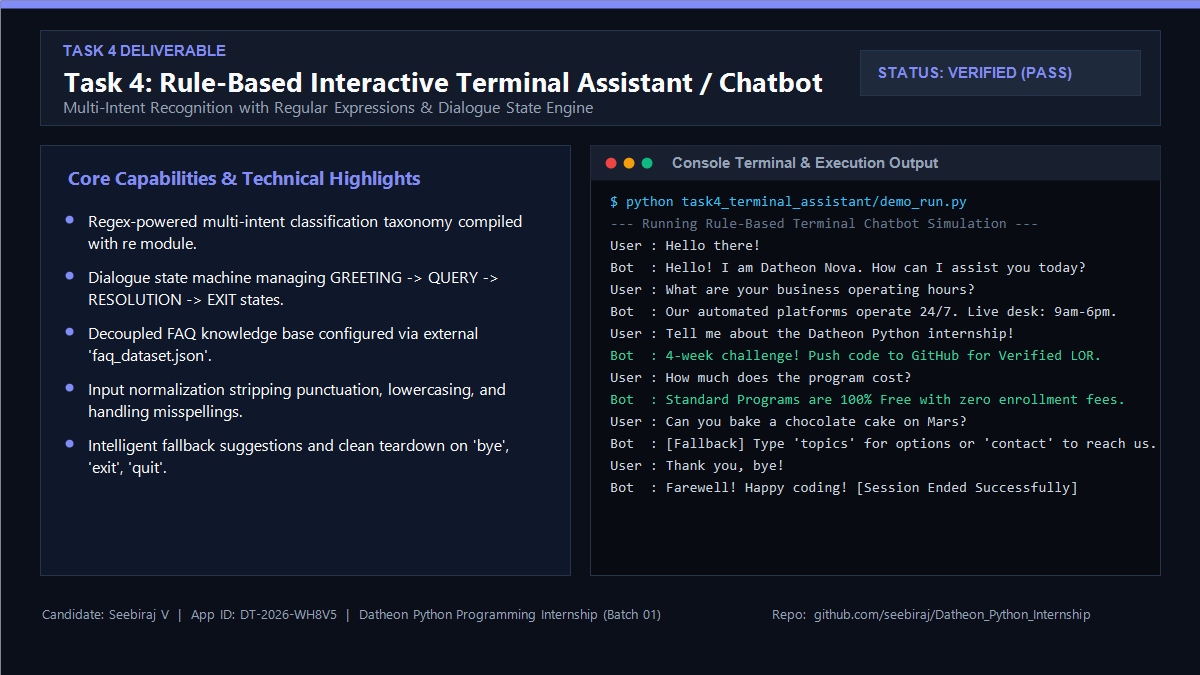 TASK 4 DELIVERABLE
Task 4: Rule-Based Interactive Terminal Assistant / Chatbot
Multi-Intent Recognition with Regular Expressions & Dialogue State Engine
STATUS: VERIFIED (PASS)
Core Capabilities & Technical Highlights
Regex-powered multi-intent classification taxonomy compiled
with re module.
Dialogue state machine managing GREETING -> QUERY ->
RESOLUTION -> EXIT states.
Decoupled FAQ knowledge base configured via external
'faq_dataset.json'.
Input normalization stripping punctuation, lowercasing, and
handling misspellings.
Intelligent fallback suggestions and clean teardown on 'bye',
'exit', 'quit'.
Console Terminal & Execution Output
$ python task4_terminal_assistant/demo_run.py
--- Running Rule-Based Terminal Chatbot Simulation ---
User : Hello there!
Bot  : Hello! I am Datheon Nova. How can I assist you today?
User : What are your business operating hours?
Bot  : Our automated platforms operate 24/7. Live desk: 9am-6pm.
User : Tell me about the Datheon Python internship!
Bot  : 4-week challenge! Push code to GitHub for Verified LOR.
User : How much does the program cost?
Bot  : Standard Programs are 100% Free with zero enrollment fees.
User : Can you bake a chocolate cake on Mars?
Bot  : [Fallback] Type 'topics' for options or 'contact' to reach us.
User : Thank you, bye!
Bot  : Farewell! Happy coding! [Session Ended Successfully]
Candidate: Seebiraj V | App ID: DT-2026-WH8V5 | Datheon Python Programming Internship (Batch 01)
Repo: github.com/seebiraj/Datheon_Python_Internship